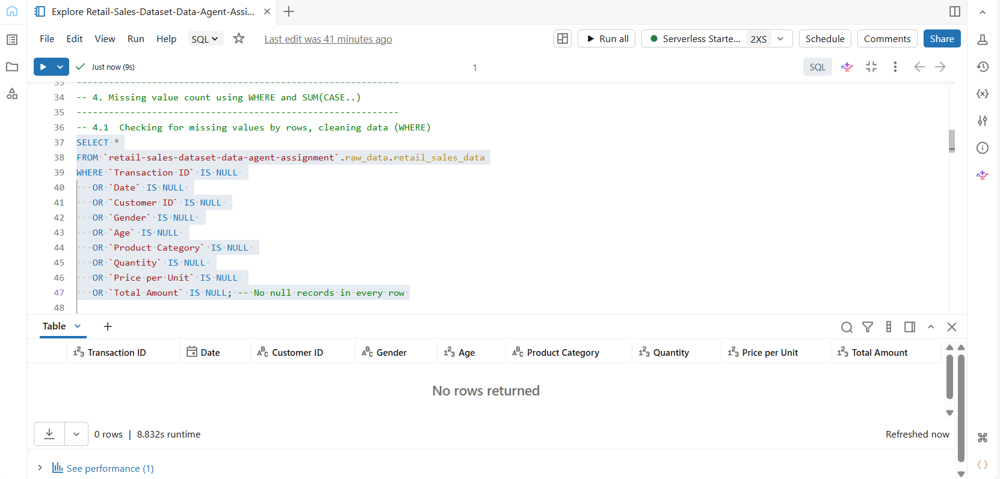 Explore Retail-Sales-Dataset-Data-Agent-Assi...
File Edit View Run Help SQL Last edit was 41 minutes ago Run all Serverless Starte... 2XS Schedule Comments Share
Just now (9s) 1 SQL
33 ------------------------------------------------------------
34 -- 4. Missing value count using WHERE and SUM(CASE..)
35 ------------------------------------------------------------
36 -- 4.1  Checking for missing values by rows, cleaning data (WHERE)
37 SELECT *
38 FROM `retail-sales-dataset-data-agent-assignment`.raw_data.retail_sales_data
39 WHERE `Transaction ID` IS NULL
40    OR `Date` IS NULL
41    OR `Customer ID` IS NULL
42    OR `Gender` IS NULL
43    OR `Age` IS NULL
44    OR `Product Category` IS NULL
45    OR `Quantity` IS NULL
46    OR `Price per Unit` IS NULL
47    OR `Total Amount` IS NULL; -- No null records in every row
48
Table
Transaction ID Date Customer ID Gender Age Product Category Quantity Price per Unit Total Amount
No rows returned
0 rows | 8.832s runtime Refreshed now
See performance (1)